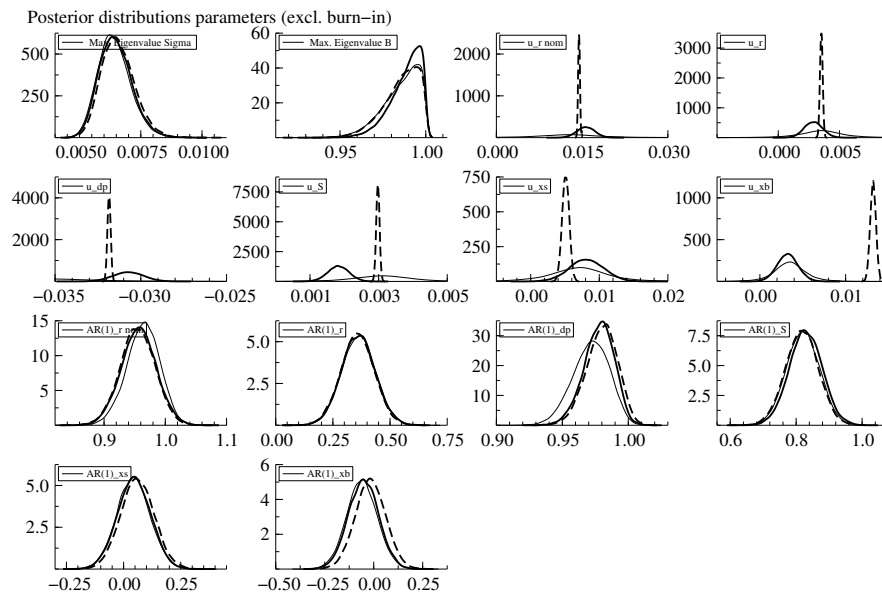 Posterior distributions parameters (excl. burn−in)
Max. Eigenvalue Sigma
Max. Eigenvalue B
u_r nom
u_r
500
250
0.0050 0.0075 0.0100
60
40
20
0.95 1.00
2000
1000
0.000 0.015 0.030
3000
2000
1000
0.000 0.005
u_dp
u_S
u_xs
u_xb
4000
2000
−0.035 −0.030 −0.025
7500
5000
2500
0.001 0.003 0.005
750
500
250
0.00 0.01 0.02
1000
500
0.00 0.01
AR(1)_r nom
AR(1)_r
AR(1)_dp
AR(1)_S
15
10
5
0.9 1.0 1.1
5.0
2.5
0.00 0.25 0.50 0.75
30
20
10
0.90 0.95 1.00
7.5
5.0
2.5
0.6 0.8 1.0
AR(1)_xs
AR(1)_xb
5.0
2.5
−0.25 0.00 0.25
6
4
2
−0.50 −0.25 0.00 0.25